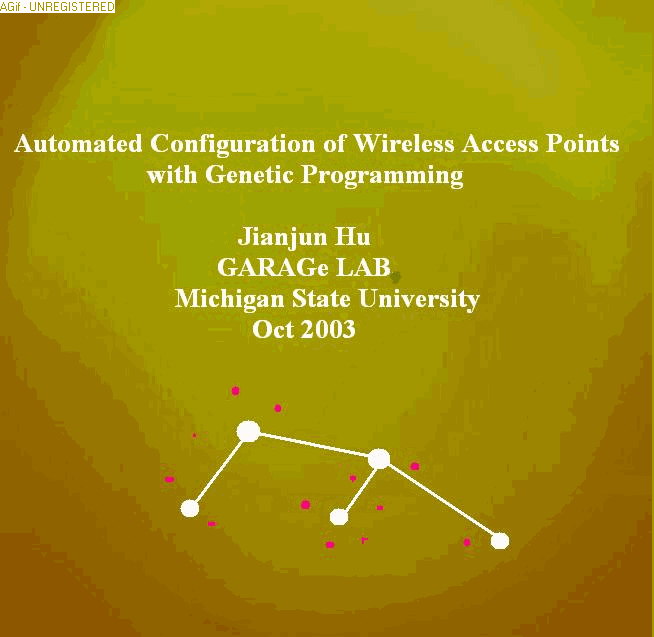 AGif - UNREGISTERED
Automated Configuration of Wireless Access Points
with Genetic Programming
Jianjun Hu
GARAGe LAB
Michigan State University
Oct 2003